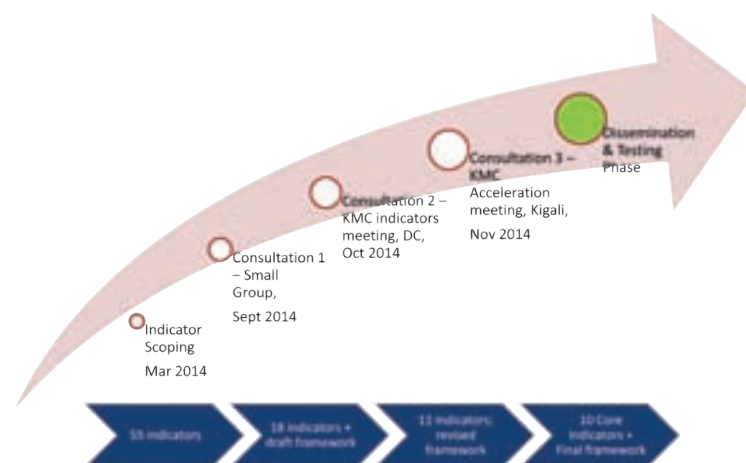 Dissemination
& Testing
Phase
Consultation 3 –
KMC
Acceleration
meeting, Kigali,
Nov 2014
Consultation 2 –
KMC indicators
meeting, DC,
Oct 2014
Consultation 1
– Small
Group,
Sept 2014
Indicator
Scoping
Mar 2014
indicators
18 indicators +
draft framework
11 indicators;
revised
framework
10 Core
Indicators +
Final framework